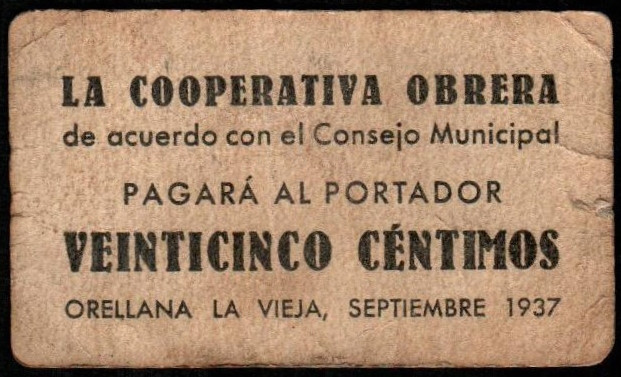 LA COOPERATIVA OBRERA
de acuerdo con el Consejo Municipal
PAGARÁ AL PORTADOR
VEINTICINCO CÉNTIMOS
ORELLANA LA VIEJA, SEPTIEMBRE 1937